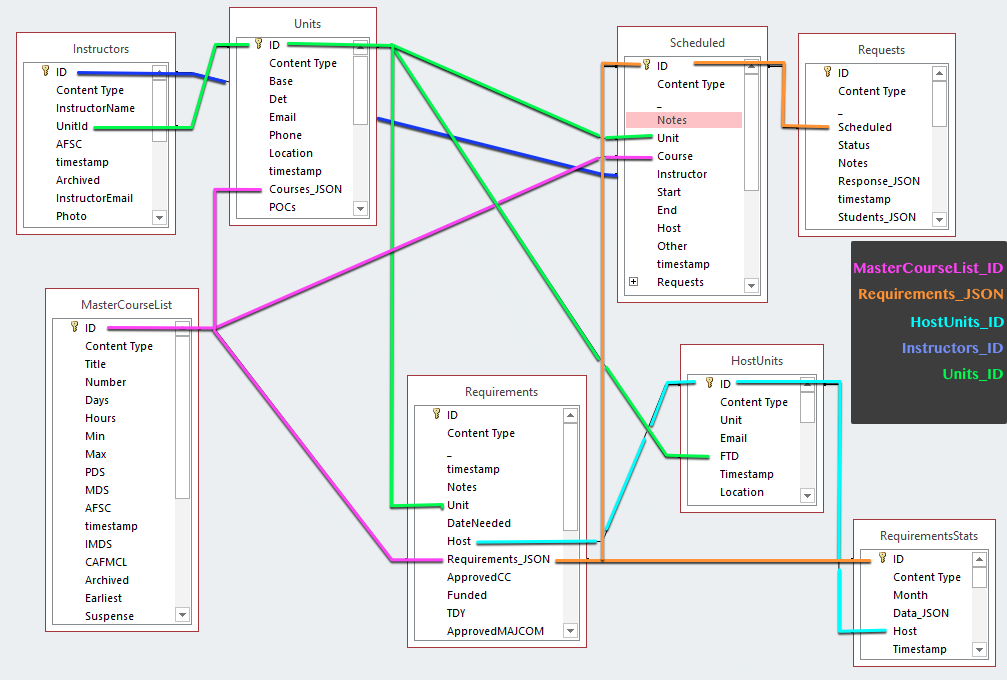 Instructors
ID
Content Type
InstructorName
UnitId
AFSC
timestamp
Archived
InstructorEmail
Photo
Units
ID
Content Type
Base
Det
Email
Phone
Location
timestamp
Courses_JSON
POCs
Scheduled
ID
Content Type
_
Notes
Unit
Course
Instructor
Start
End
Host
Other
timestamp
Requests
Requests
ID
Content Type
_
Scheduled
Status
Notes
Response_JSON
timestamp
Students_JSON
MasterCourseList_ID
Requirements_JSON
HostUnits_ID
Instructors_ID
Units_ID
MasterCourseList
ID
Content Type
Title
Number
Days
Hours
Min
Max
PDS
MDS
AFSC
timestamp
IMDS
CAFMCL
Archived
Earliest
Suspense
Requirements
ID
Content Type
_
timestamp
Notes
Unit
DateNeeded
Host
Requirements_JSON
ApprovedCC
Funded
TDY
ApprovedMAJCOM
HostUnits
ID
Content Type
Unit
Email
FTD
Timestamp
Location
RequirementsStats
ID
Content Type
Month
Data_JSON
Host
Timestamp